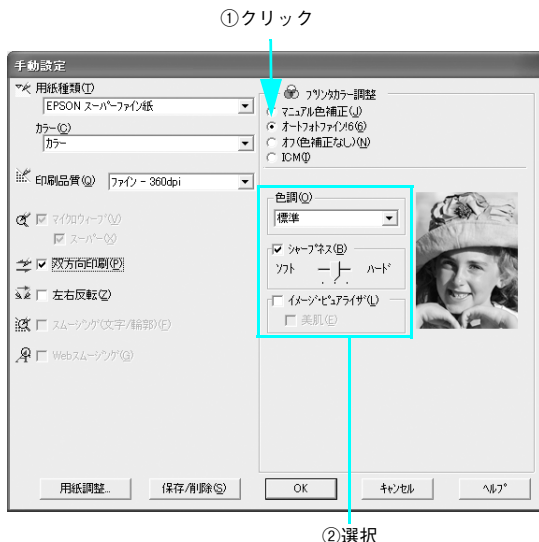 ①クリック
手動設定
用紙種類(T)
EPSON スーパーファイン紙
カラー(C)
カラー
印刷品質(Q) ファイン - 360dpi
マイクロウィーブ(V)
スーパー(X)
双方向印刷(P)
左右反転(Z)
スムージング(文字/輪郭)(F)
Webスムージング(G)
用紙調整...
保存/削除(S)
プリンタカラー調整
マニュアル色補正(J)
オートフォトファイン!6(6)
オフ(色補正なし)(N)
ICM(I)
色調(O)
標準
シャープネス(B)
ソフト ハード
イメージ・ピュアライザ(L)
美肌(E)
OK
キャンセル
ヘルプ
②選択